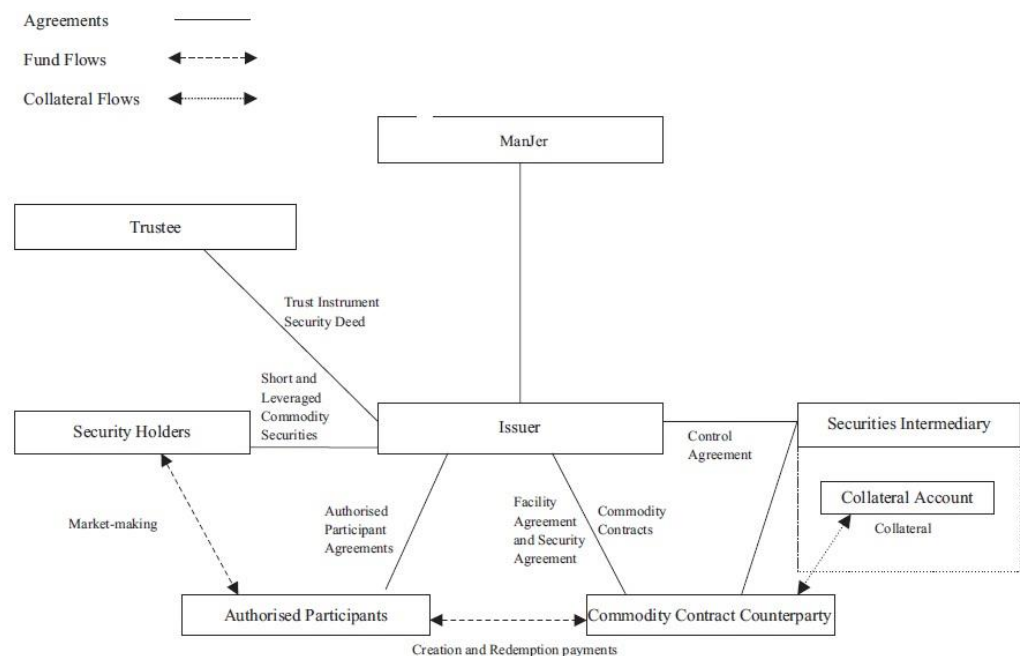 Agreements
Fund Flows
Collateral Flows
ManJer
Trustee
Trust Instrument
Security Deed
Short and
Leveraged
Commodity
Securities
Security Holders
Issuer
Control
Agreement
Securities Intermediary
Collateral Account
Collateral
Market-making
Authorised
Participant
Agreements
Facility
Agreement
and Security
Agreement
Commodity
Contracts
Authorised Participants
Commodity Contract Counterparty
Creation and Redemption payments